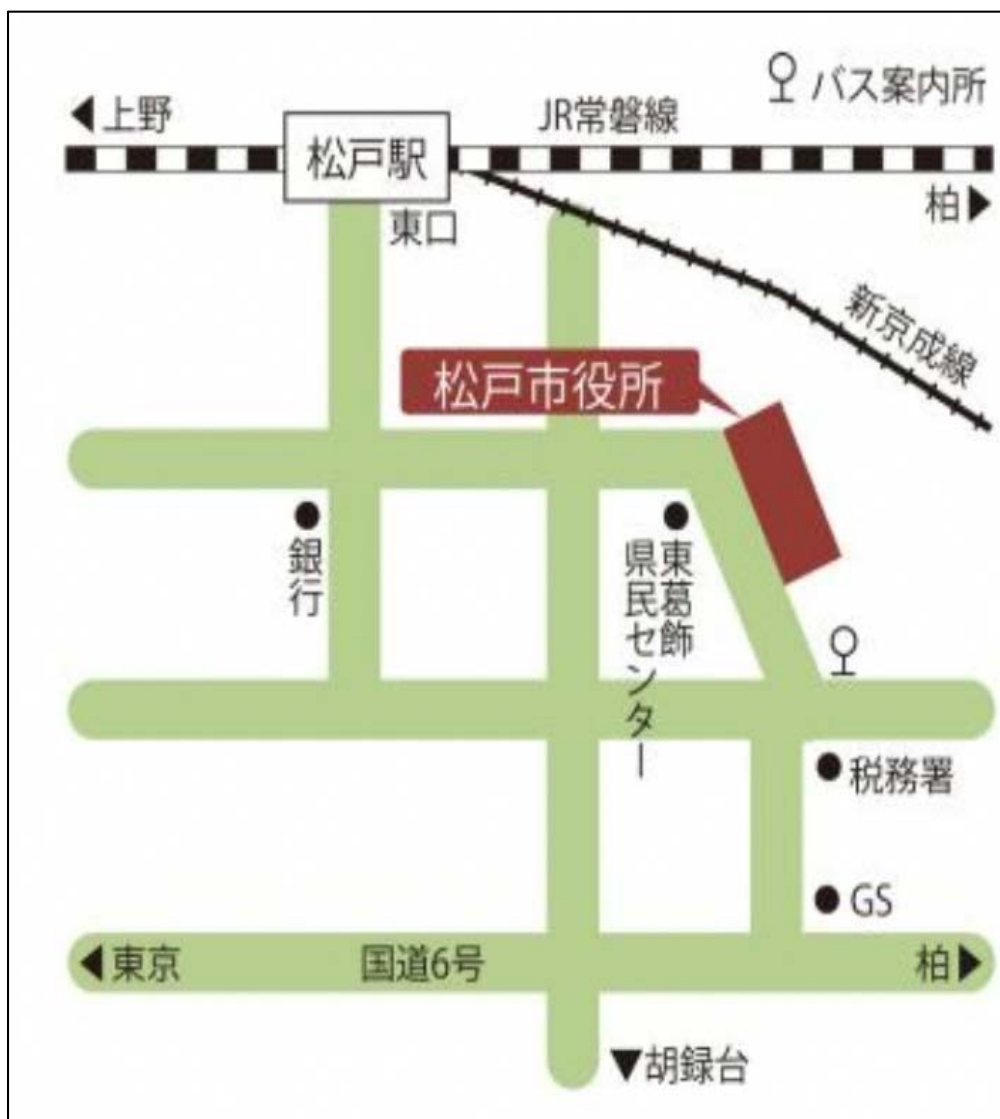 バス案内所
上野
JR常磐線
松戸駅
柏
東口
新京成線
松戸市役所
銀行
東葛飾
県民センター
税務署
GS
東京
国道6号
柏
胡録台